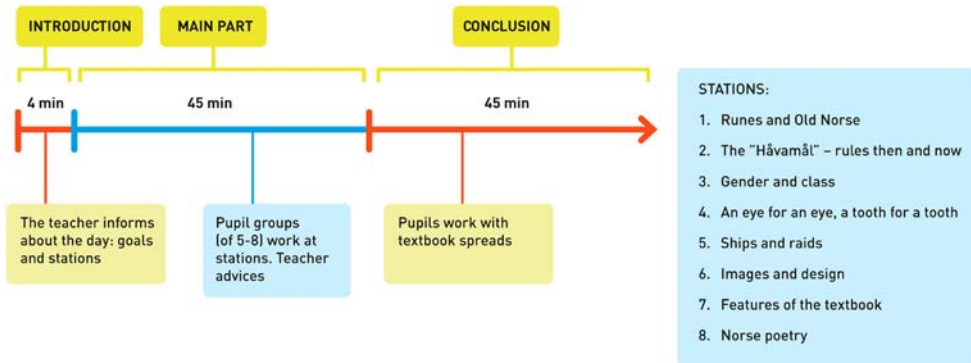 INTRODUCTION
MAIN PART
CONCLUSION
4 min
45 min
45 min
The teacher informs
about the day: goals
and stations
Pupil groups
(of 5-8) work at
stations. Teacher
advices
Pupils work with
textbook spreads
STATIONS:
1. Runes and Old Norse
2. The "Håvamål" – rules then and now
3. Gender and class
4. An eye for an eye, a tooth for a tooth
5. Ships and raids
6. Images and design
7. Features of the textbook
8. Norse poetry